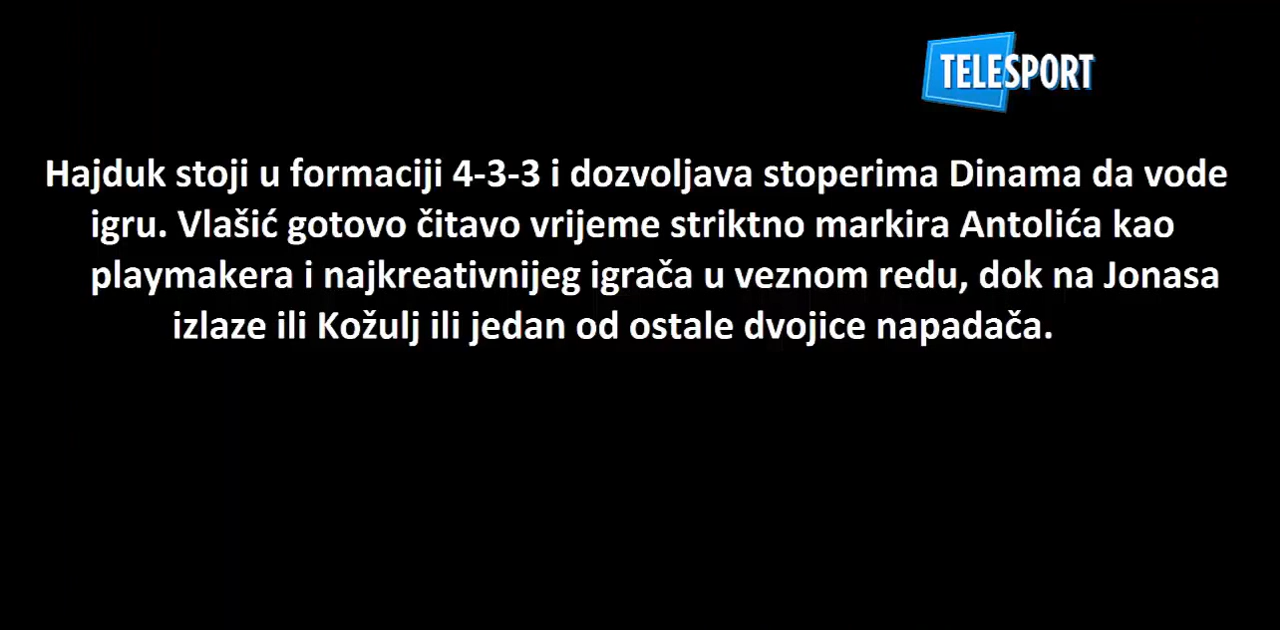 TELESPORT
Hajduk stoji u formaciji 4-3-3 i dozvoljava stoperima Dinama da vode
igru. Vlašić gotovo čitavo vrijeme striktno markira Antolića kao
playmakera i najkreativnijeg igrača u veznom redu, dok na Jonasa
izlaze ili Kožulj ili jedan od ostale dvojice napadača.